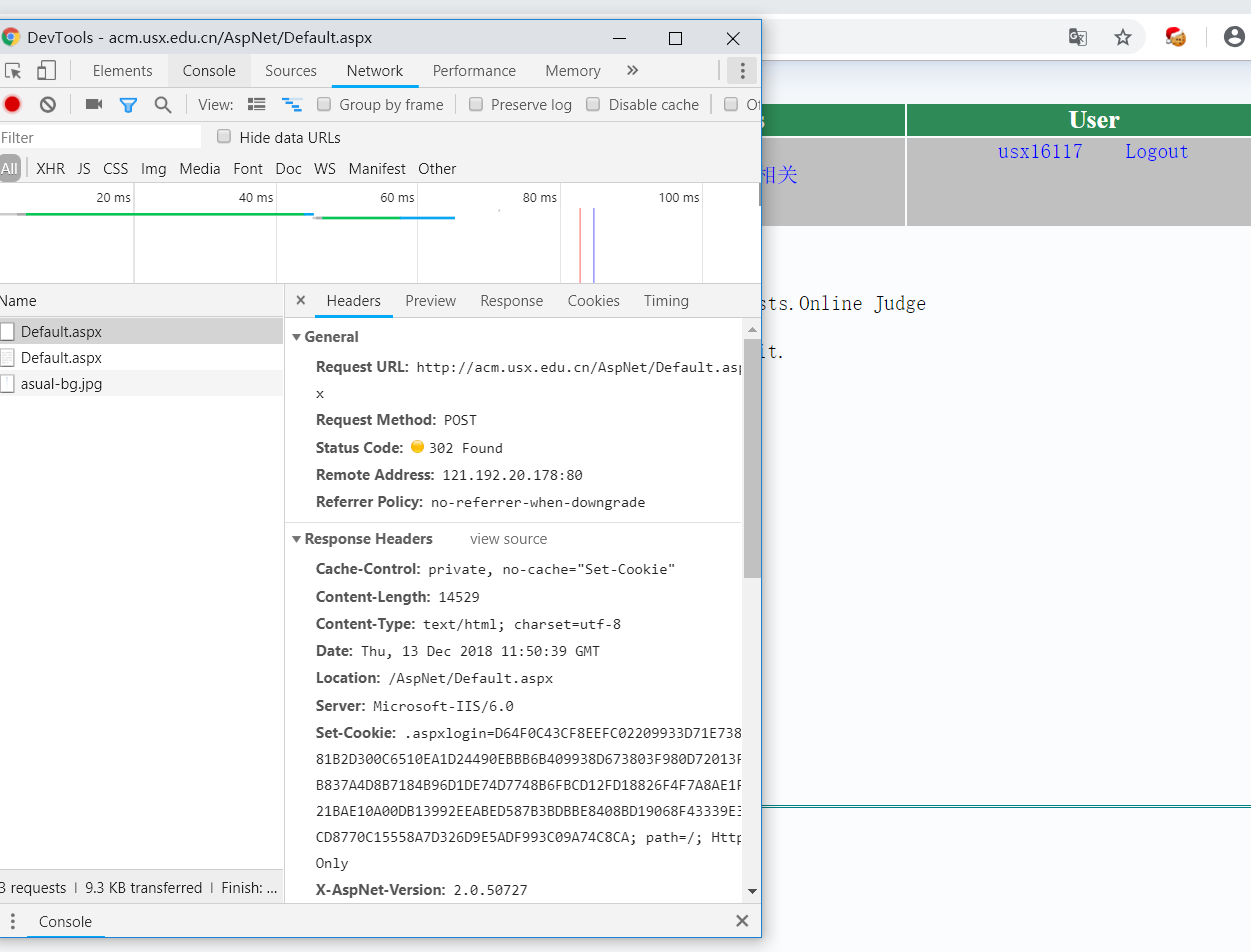 DevTools - acm.usx.edu.cn/AspNet/Default.aspx
Elements Console Sources Network Performance Memory »
View: Group by frame Preserve log Disable cache
Filter Hide data URLs
All XHR JS CSS Img Media Font Doc WS Manifest Other
20 ms 40 ms 60 ms 80 ms 100 ms
Name
Default.aspx
Default.aspx
asual-bg.jpg
3 requests | 9.3 KB transferred | Finish: ...
× Headers Preview Response Cookies Timing
General
Request URL: http://acm.usx.edu.cn/AspNet/Default.asp
x
Request Method: POST
Status Code: 302 Found
Remote Address: 121.192.20.178:80
Referrer Policy: no-referrer-when-downgrade
Response Headers view source
Cache-Control: private, no-cache="Set-Cookie"
Content-Length: 14529
Content-Type: text/html; charset=utf-8
Date: Thu, 13 Dec 2018 11:50:39 GMT
Location: /AspNet/Default.aspx
Server: Microsoft-IIS/6.0
Set-Cookie: .aspxlogin=D64F0C43CF8EEFC02209933D71E738
81B2D300C6510EA1D24490EBBB6B409938D673803F980D72013F
B837A4D8B7184B96D1DE74D7748B6FBCD12FD18826F4F7A8AE1F
21BAE10A00DB13992EEABED587B3BDBBE8408BD19068F43339E3
CD8770C15558A7D326D9E5ADF993C09A74C8CA; path=/; Http
Only
X-AspNet-Version: 2.0.50727
Console
User
usx16117 Logout
相关
sts.Online Judge
it.